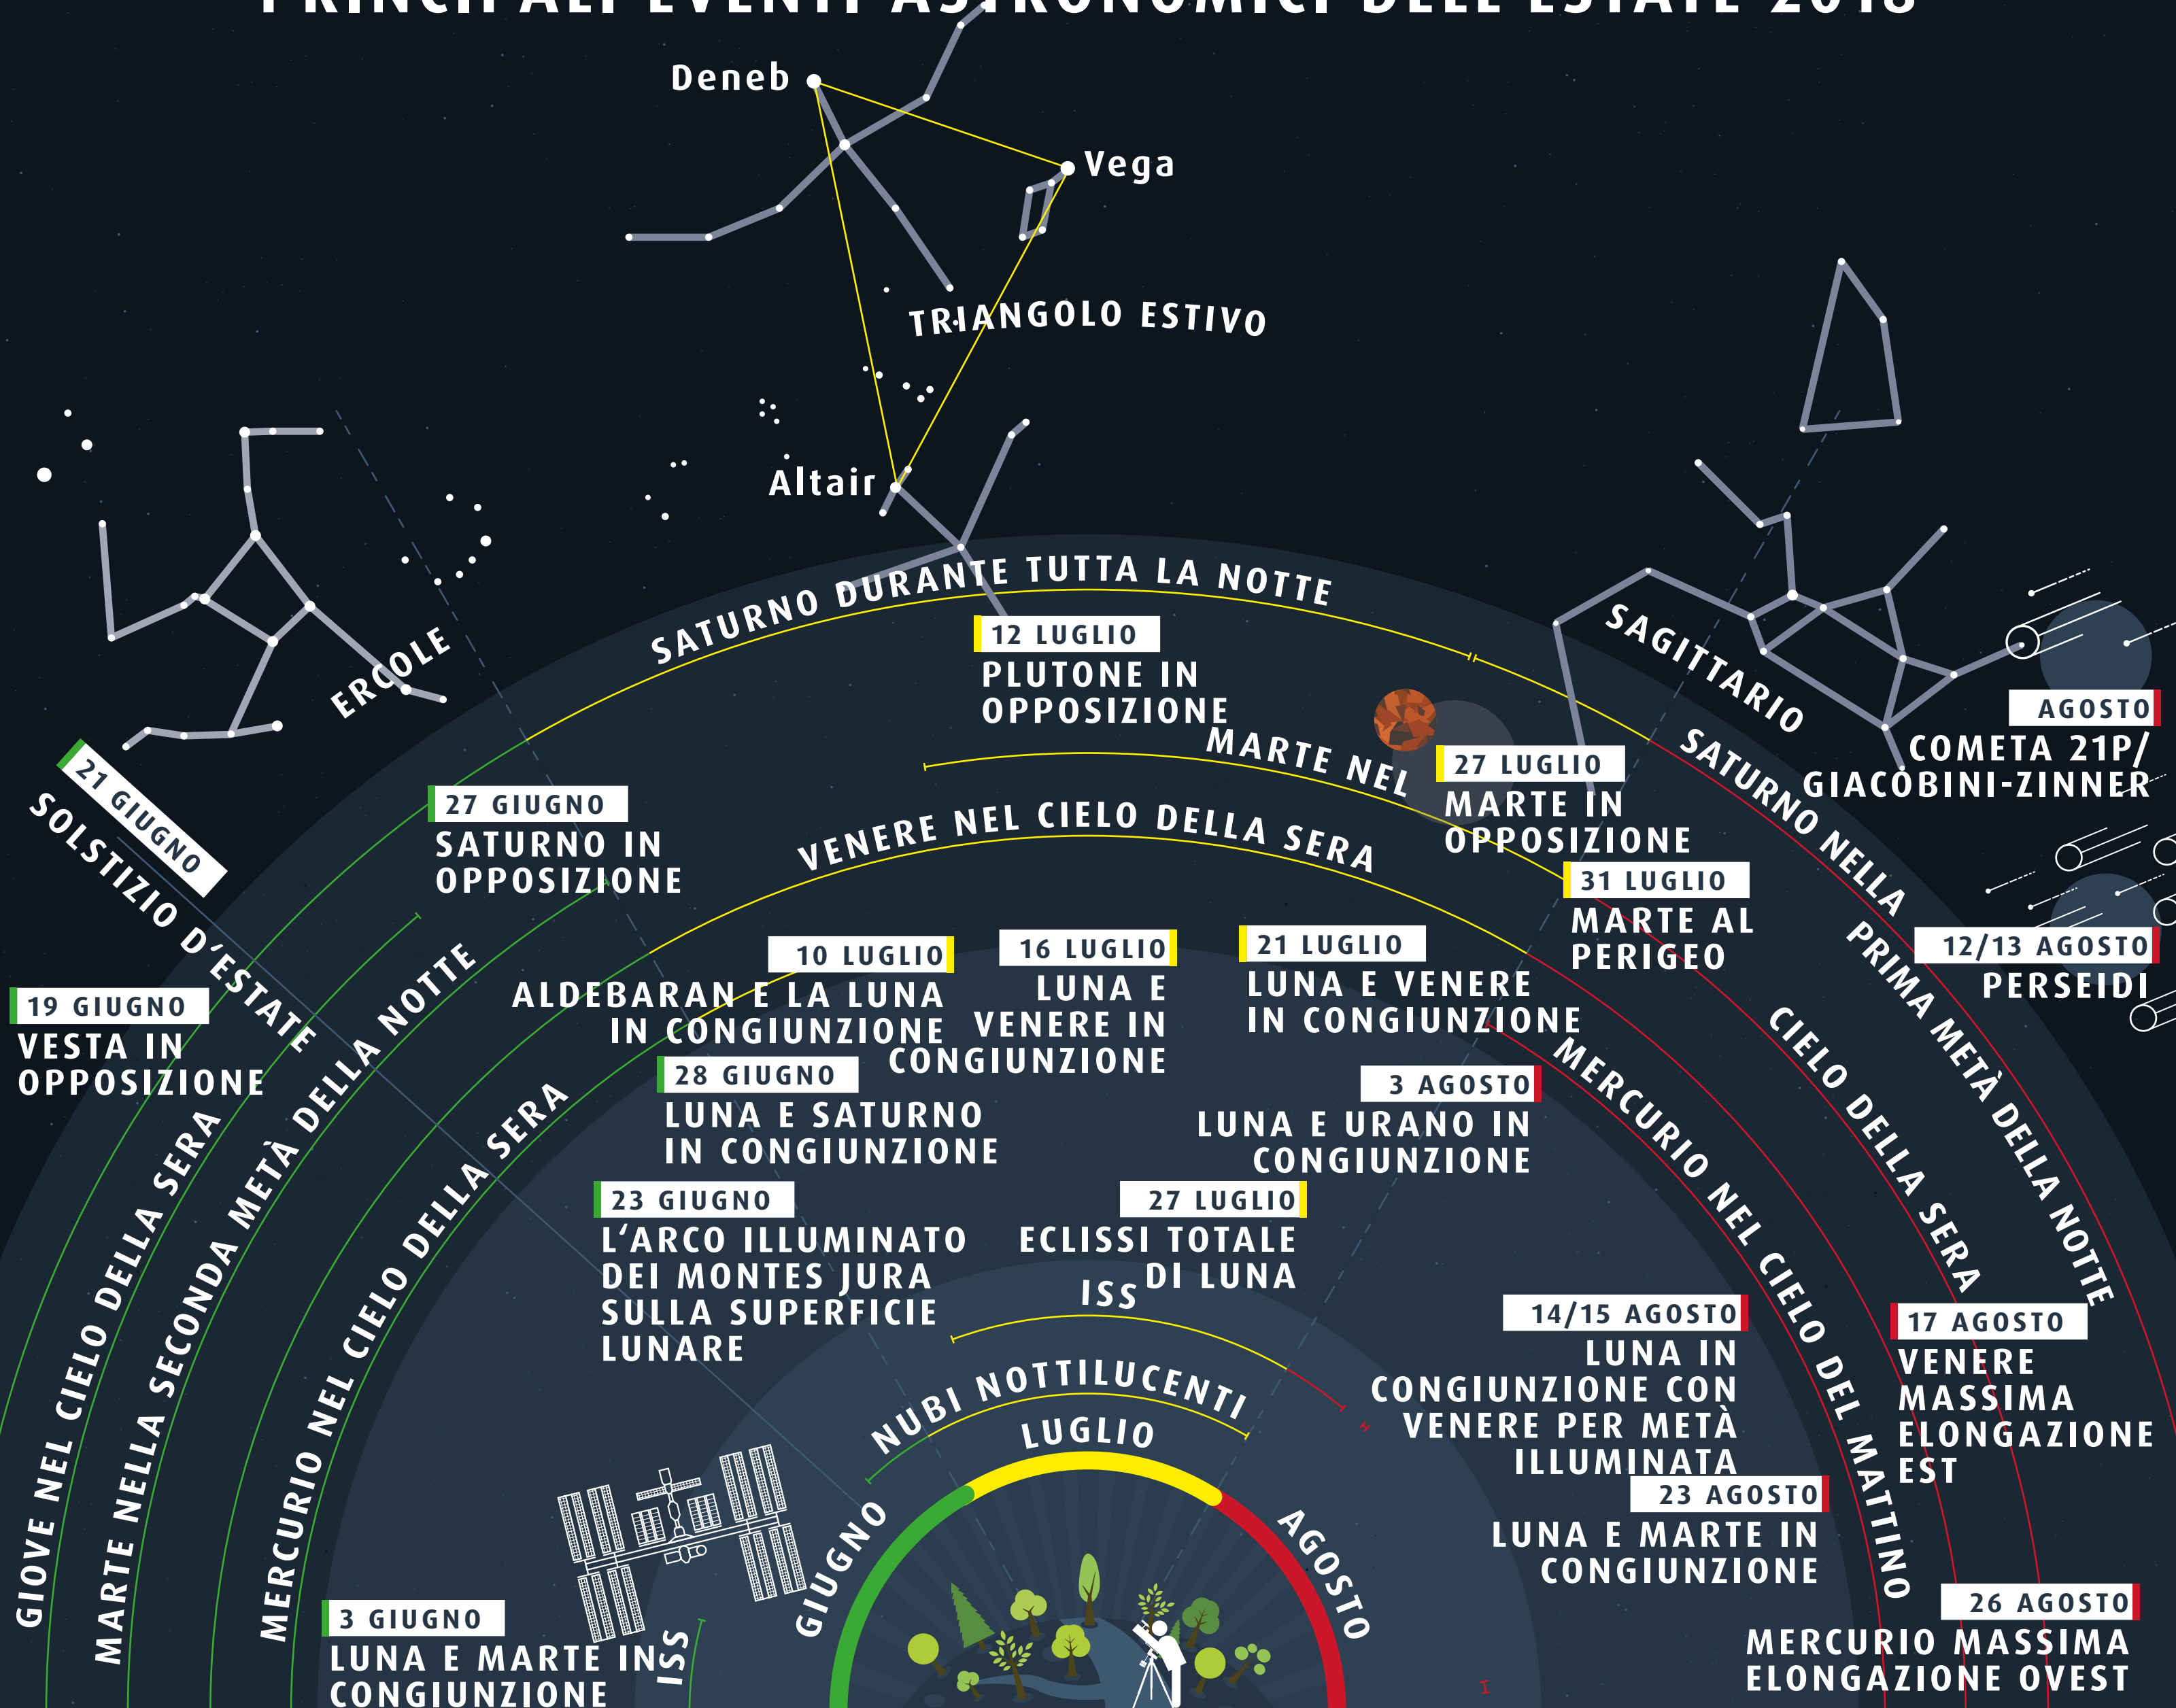 PRINCIPALI EVENTI ASTRONOMICI DELL'ESTATE 2018
Deneb
Vega
TRIANGOLO ESTIVO
Altair
ERCOLE
SAGITTARIO
SATURNO DURANTE TUTTA LA NOTTE
12 LUGLIO
PLUTONE IN
OPPOSIZIONE
MARTE NEL
CIELO DELLA SERA
27 LUGLIO
MARTE IN
OPPOSIZIONE
31 LUGLIO
MARTE AL
PERIGEO
AGOSTO
COMETA 21P/
GIACOBINI-ZINNER
SATURNO NELLA
PRIMA METÀ DELLA NOTTE
12/13 AGOSTO
PERSEIDI
21 GIUGNO
SOLSTIZIO D‘ESTATE
27 GIUGNO
SATURNO IN
OPPOSIZIONE
19 GIUGNO
VESTA IN
OPPOSIZIONE
VENERE NEL CIELO DELLA SERA
10 LUGLIO
ALDEBARAN E LA LUNA
IN CONGIUNZIONE
16 LUGLIO
LUNA E
VENERE IN
CONGIUNZIONE
21 LUGLIO
LUNA E VENERE
IN CONGIUNZIONE
28 GIUGNO
LUNA E SATURNO
IN CONGIUNZIONE
3 AGOSTO
LUNA E URANO IN
CONGIUNZIONE
23 GIUGNO
L‘ARCO ILLUMINATO
DEI MONTES JURA
SULLA SUPERFICIE
LUNARE
27 LUGLIO
ECLISSI TOTALE
DI LUNA
GIOVE NEL CIELO DELLA SERA
MARTE NELLA SECONDA METÀ DELLA NOTTE
MERCURIO NEL CIELO DELLA SERA
MERCURIO NEL CIELO DEL MATTINO
14/15 AGOSTO
LUNA IN
CONGIUNZIONE CON
VENERE PER METÀ
ILLUMINATA
17 AGOSTO
VENERE
MASSIMA
ELONGAZIONE
EST
23 AGOSTO
LUNA E MARTE IN
CONGIUNZIONE
26 AGOSTO
MERCURIO MASSIMA
ELONGAZIONE OVEST
ISS
NUBI NOTTILUCENTI
GIUGNO
LUGLIO
AGOSTO
3 GIUGNO
LUNA E MARTE IN
CONGIUNZIONE
ISS